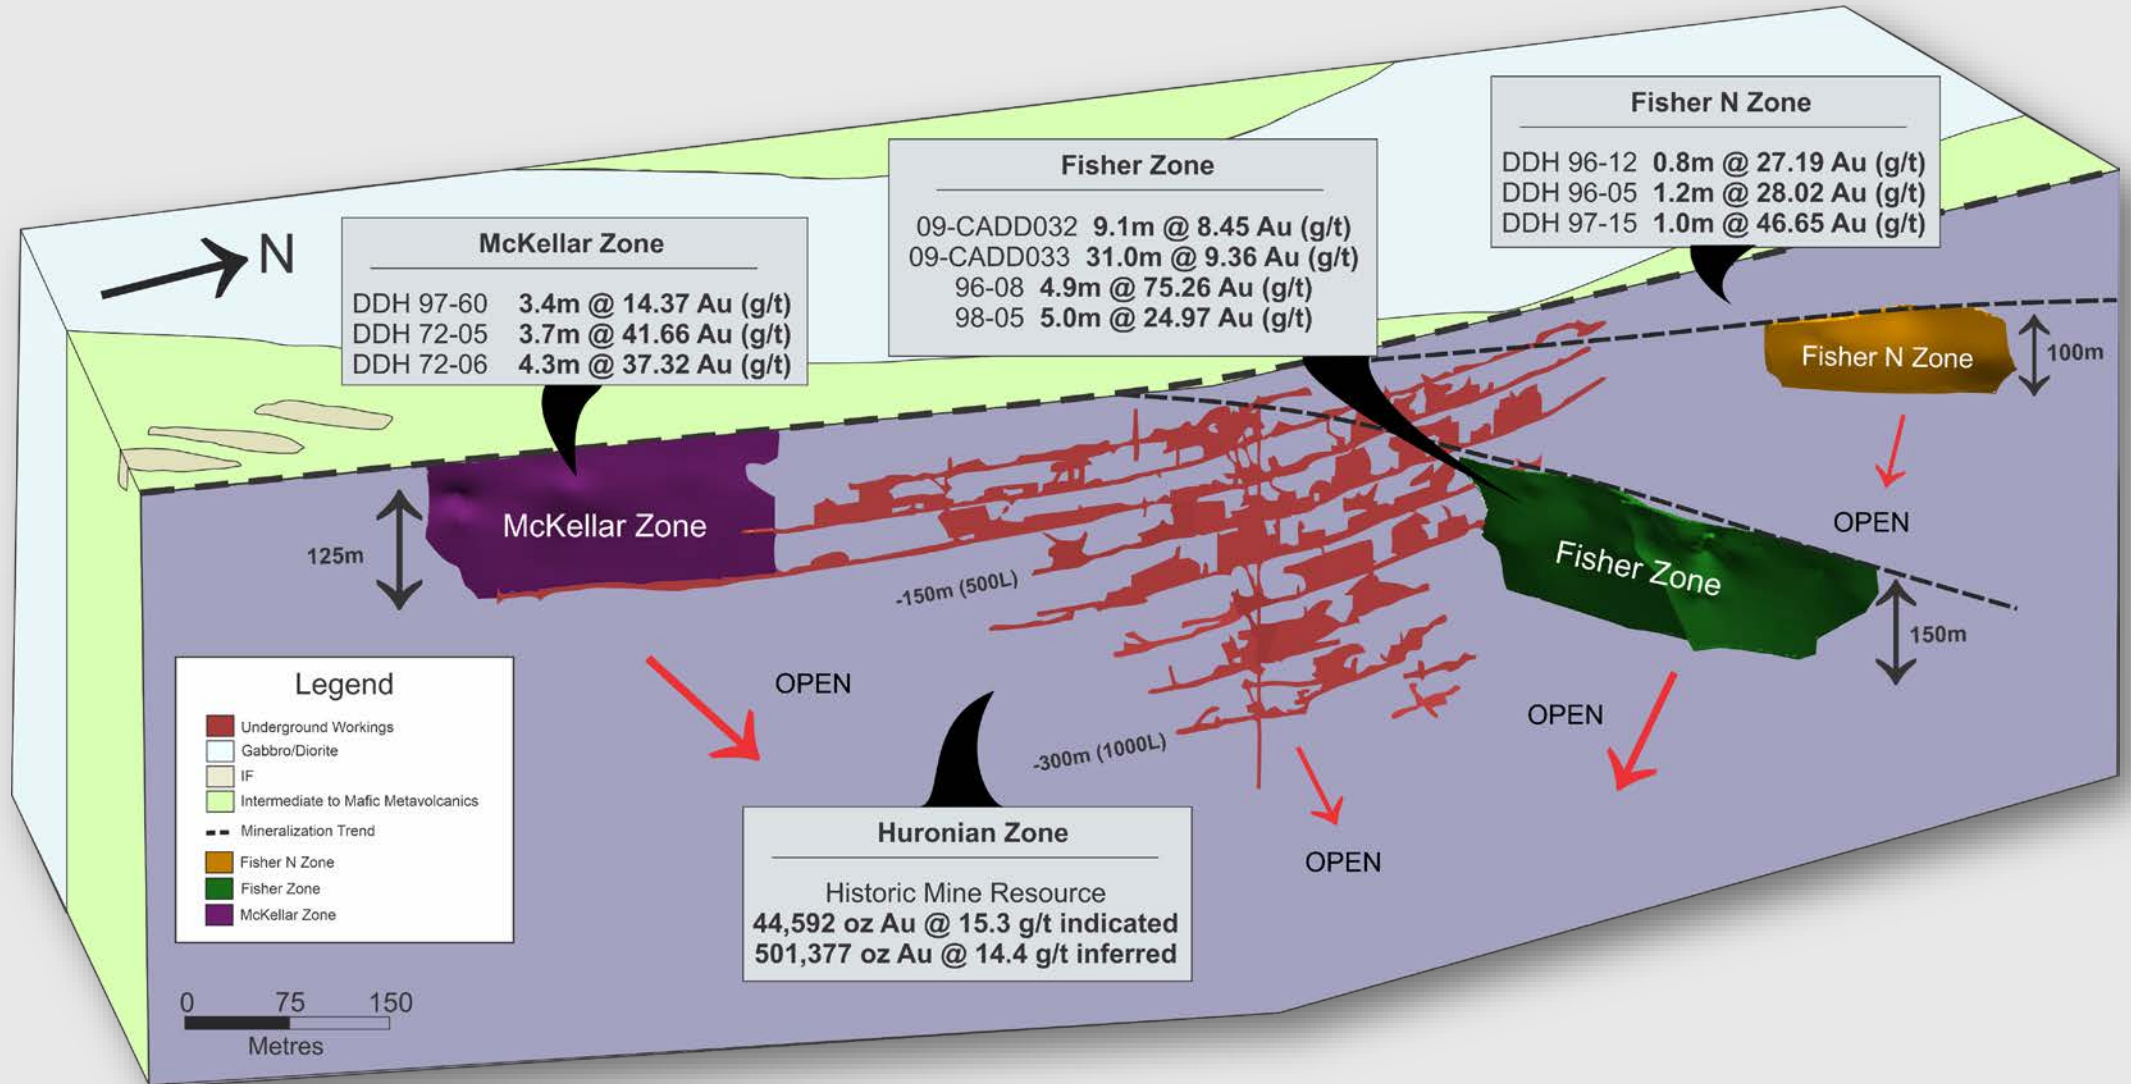 Fisher N Zone
DDH 96-12 0.8m @ 27.19 Au (g/t)
DDH 96-05 1.2m @ 28.02 Au (g/t)
DDH 97-15 1.0m @ 46.65 Au (g/t)
Fisher Zone
09-CADD032 9.1m @ 8.45 Au (g/t)
09-CADD033 31.0m @ 9.36 Au (g/t)
96-08 4.9m @ 75.26 Au (g/t)
98-05 5.0m @ 24.97 Au (g/t)
N
McKellar Zone
DDH 97-60 3.4m @ 14.37 Au (g/t)
DDH 72-05 3.7m @ 41.66 Au (g/t)
DDH 72-06 4.3m @ 37.32 Au (g/t)
Fisher N Zone
100m
McKellar Zone
125m
OPEN
Fisher Zone
-150m (500L)
150m
OPEN
OPEN
-300m (1000L)
OPEN
Legend
Underground Workings
Gabbro/Diorite
IF
Intermediate to Mafic Metavolcanics
Mineralization Trend
Fisher N Zone
Fisher Zone
McKellar Zone
Huronian Zone
Historic Mine Resource
44,592 oz Au @ 15.3 g/t indicated
501,377 oz Au @ 14.4 g/t inferred
0 75 150
Metres